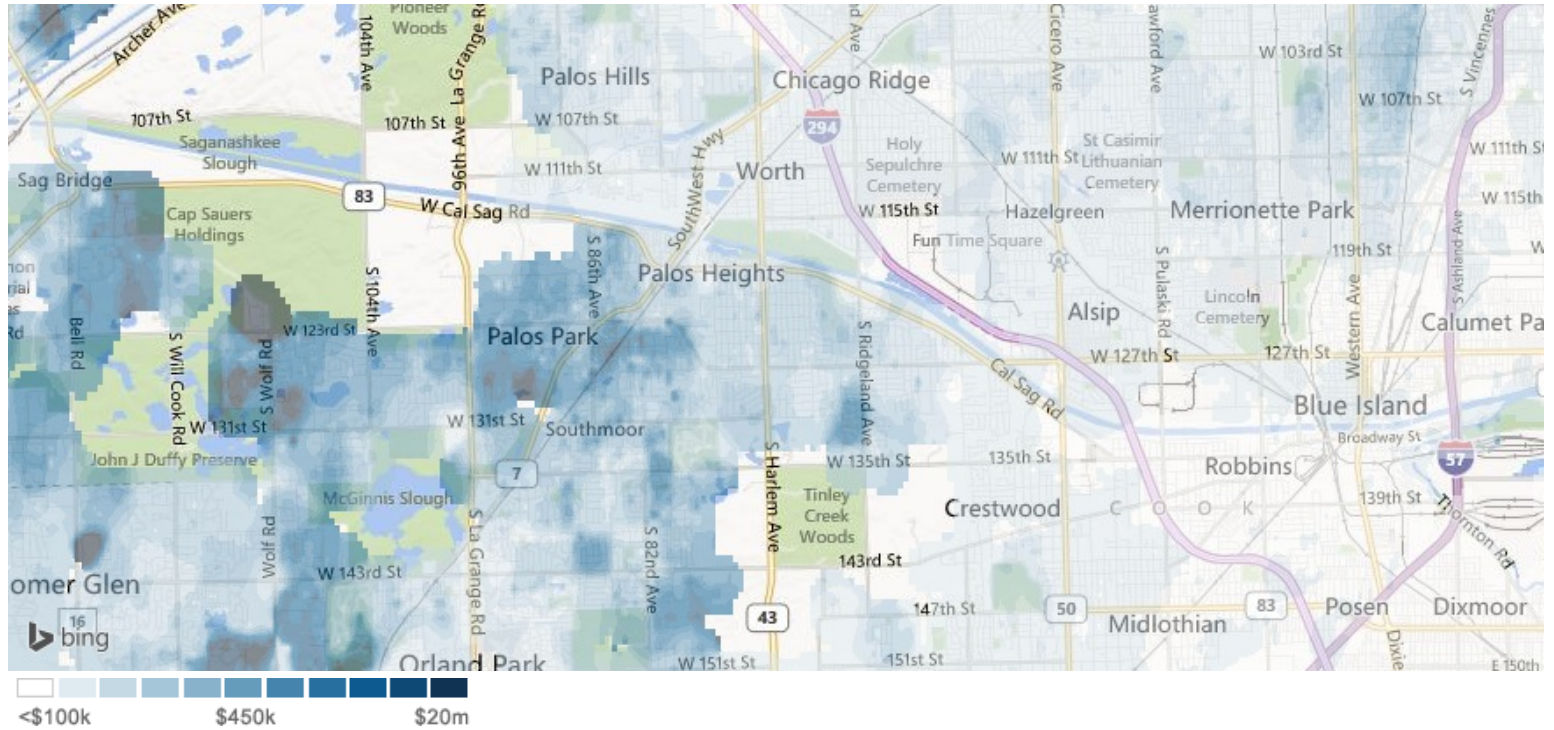 Archer Ave
104th Ave
Pioneer
Woods
96th Ave La Grange Rd
Palos Hills
Chicago Ridge
Cicero Ave
W 103rd St
S Vincennes
107th St
107th St
W 107th St
W 107th St
294
Saganashkee
Slough
W 111th St
Worth
SouthWest Hwy
Holy
Sepulchre
Cemetery
W 111th St
St Casimir
Lithuanian
Cemetery
W 111th St
Sag Bridge
83
W Cal Sag Rd
W 115th St
Hazelgreen
Merrionette Park
W 115th
Cap Sauers
Holdings
Fun Time Square
119th St
S 86th Ave
Palos Heights
S 104th Ave
S Pulaski Rd
Lincoln
Cemetery
Western Ave
S Ashland Ave
Rd
Bell Rd
S Will Cook Rd
S Wolf Rd
W 123rd St
Palos Park
S Ridgeland Ave
Alsip
Calumet Pa
W 127th St
127th St
Cal Sag Rd
W 131st St
W 131st St
Southmoor
Blue Island
Broadway St
John J Duffy Preserve
7
S Harlem Ave
W 135th St
135th St
Robbins
57
McGinnis Slough
Tinley
Creek
Woods
Crestwood
C O O K
139th St
Thornton Rd
Wolf Rd
S La Grange Rd
S 82nd Ave
W 143rd St
143rd St
omer Glen
16
bing
43
147th St
50
83
Posen
Dixmoor
Midlothian
Dixie
Orland Park
W 151st St
151st St
E 150th
<$100k
$450k
$20m